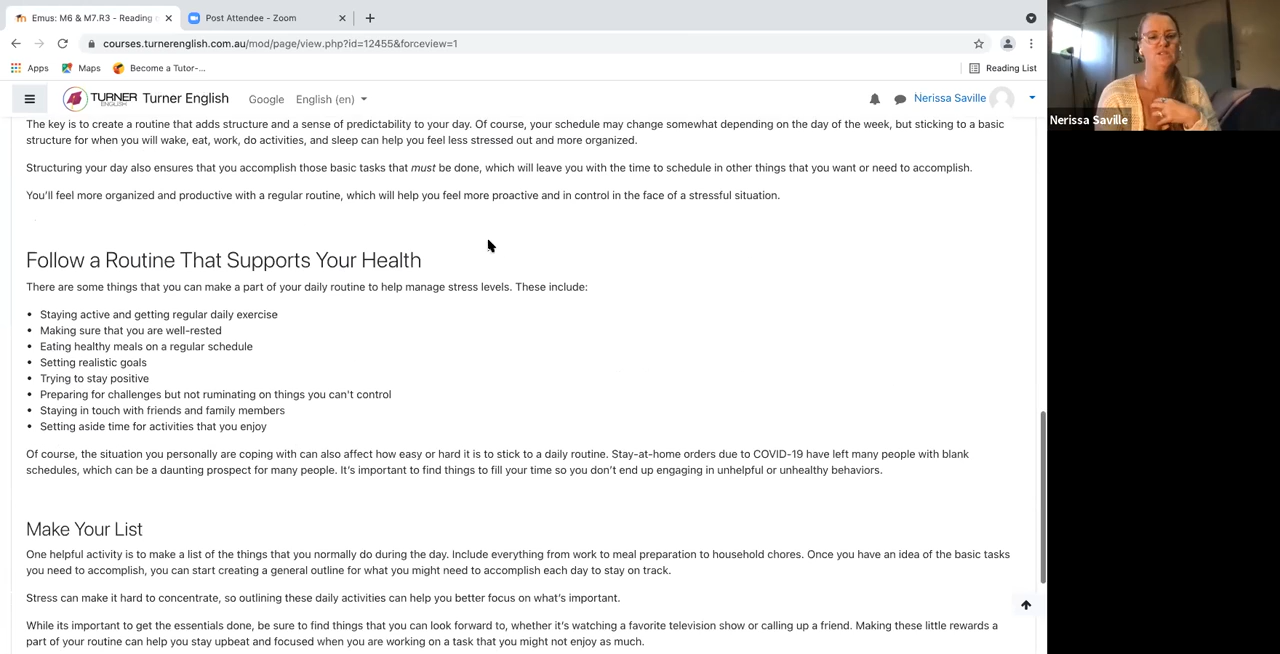 Emus: M6 & M7.R3 - Reading
Post Attendee - Zoom
courses.turnerenglish.com.au/mod/page/view.php?id=12455&forceview=1
Apps
Maps
Become a Tutor-...
Reading List
TURNER
ENGLISH
Turner English
Google
English (en)
Nerissa Saville
Nerissa Saville
The key is to create a routine that adds structure and a sense of predictability to your day. Of course, your schedule may change somewhat depending on the day of the week, but sticking to a basic
structure for when you will wake, eat, work, do activities, and sleep can help you feel less stressed out and more organized.
Structuring your day also ensures that you accomplish those basic tasks that must be done, which will leave you with the time to schedule in other things that you want or need to accomplish.
You'll feel more organized and productive with a regular routine, which will help you feel more proactive and in control in the face of a stressful situation.
Follow a Routine That Supports Your Health
There are some things that you can make a part of your daily routine to help manage stress levels. These include:
• Staying active and getting regular daily exercise
• Making sure that you are well-rested
• Eating healthy meals on a regular schedule
• Setting realistic goals
• Trying to stay positive
• Preparing for challenges but not ruminating on things you can't control
• Staying in touch with friends and family members
• Setting aside time for activities that you enjoy
Of course, the situation you personally are coping with can also affect how easy or hard it is to stick to a daily routine. Stay-at-home orders due to COVID-19 have left many people with blank
schedules, which can be a daunting prospect for many people. It's important to find things to fill your time so you don't end up engaging in unhelpful or unhealthy behaviors.
Make Your List
One helpful activity is to make a list of the things that you normally do during the day. Include everything from work to meal preparation to household chores. Once you have an idea of the basic tasks
you need to accomplish, you can start creating a general outline for what you might need to accomplish each day to stay on track.
Stress can make it hard to concentrate, so outlining these daily activities can help you better focus on what's important.
While its important to get the essentials done, be sure to find things that you can look forward to, whether it's watching a favorite television show or calling up a friend. Making these little rewards a
part of your routine can help you stay upbeat and focused when you are working on a task that you might not enjoy as much.